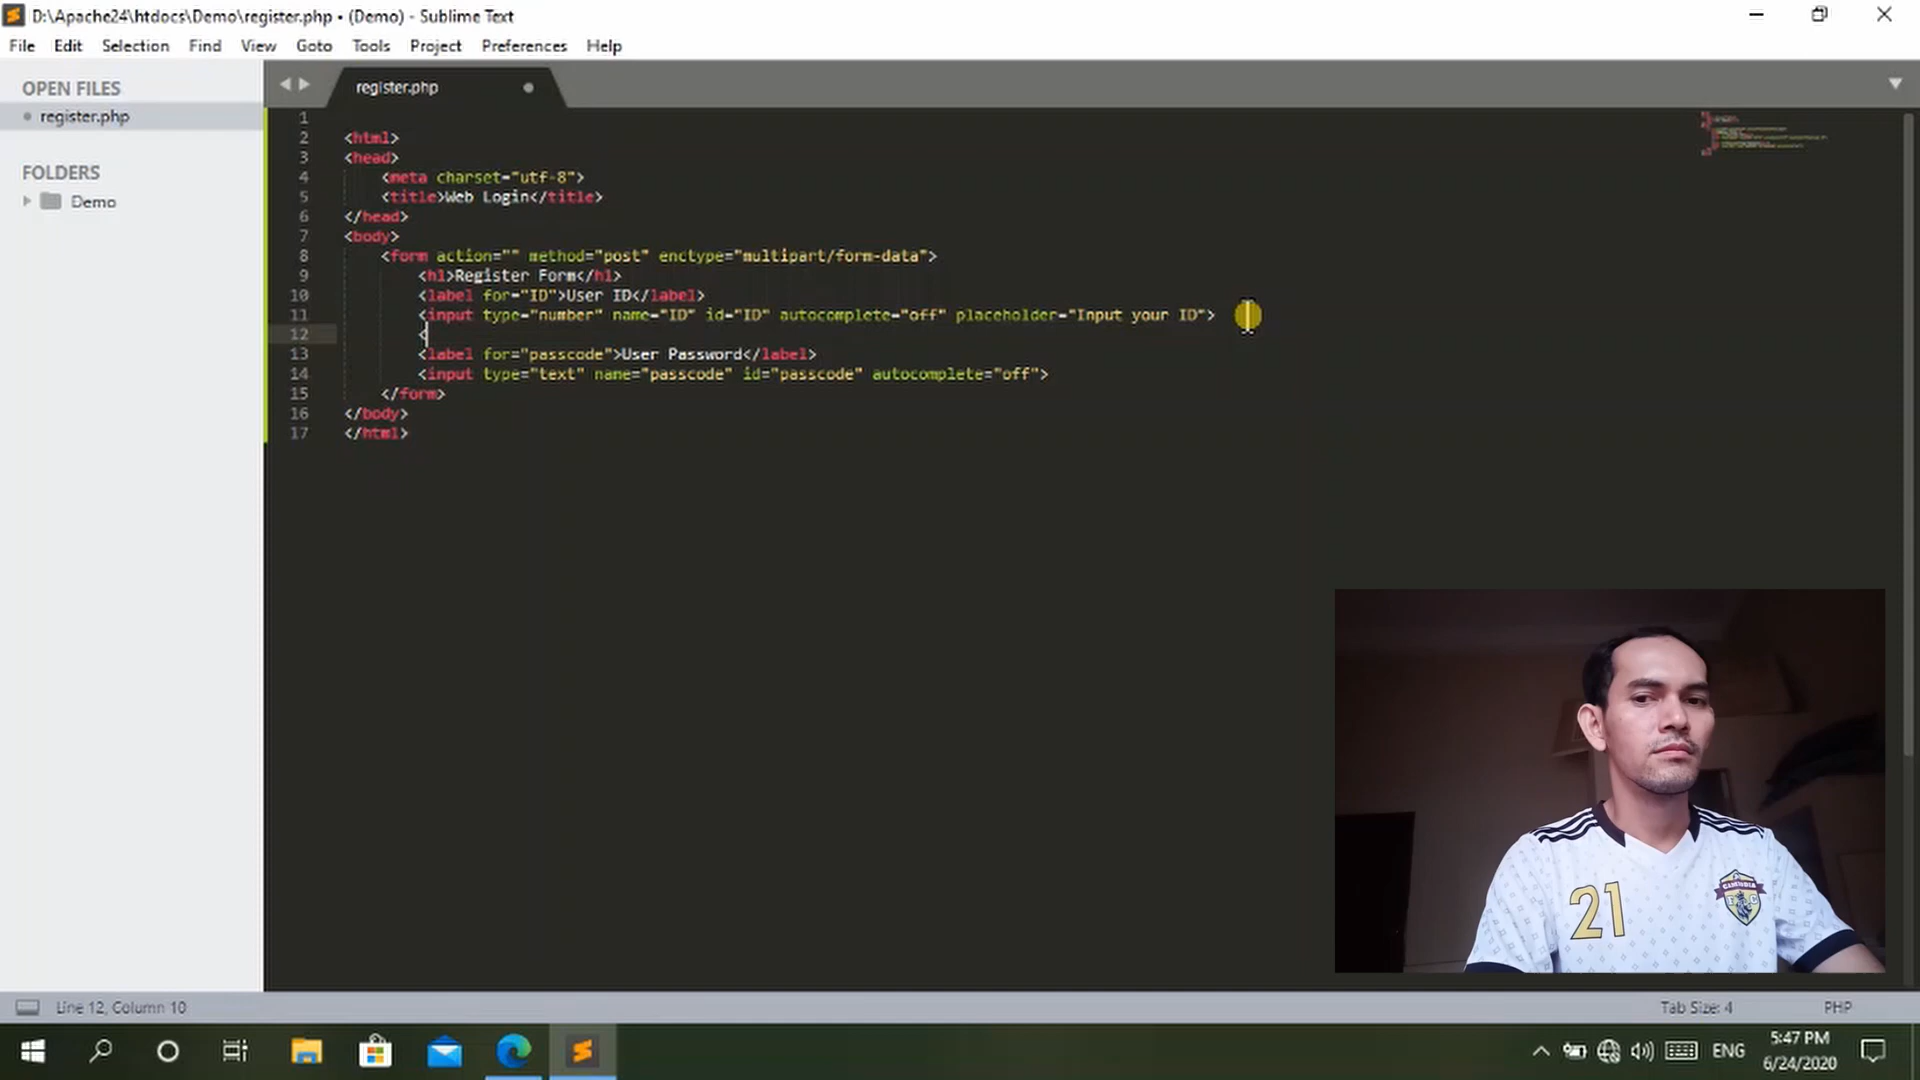 D:\Apache24\htdocs\Demo\register.php • (Demo) - Sublime Text
File Edit Selection Find View Goto Tools Project Preferences Help
OPEN FILES
register.php
FOLDERS
Demo
register.php
1
2 <html>
3 <head>
4 <meta charset="utf-8">
5 <title>Web Login</title>
6 </head>
7 <body>
8 <form action="" method="post" enctype="multipart/form-data">
9 <h1>Register Form</h1>
10 <label for="ID">User ID</label>
11 <input type="number" name="ID" id="ID" autocomplete="off" placeholder="Input your ID">
12 <
13 <label for="passcode">User Password</label>
14 <input type="text" name="passcode" id="passcode" autocomplete="off">
15 </form>
16 </body>
17 </html>
21
CAMBODIA
F C
Line 12, Column 10
Tab Size: 4
PHP
ENG
5:47 PM
6/24/2020